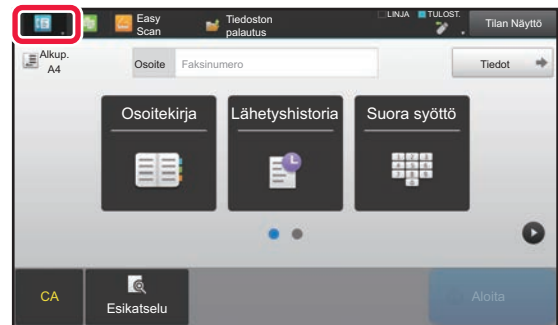 Easy
Scan
Tiedoston
palautus
LINJA
TULOST.
Tilan Näyttö
Alkup.
A4
Osoite
Faksinumero
Tiedot
Osoitekirja
Lähetyshistoria
Suora syöttö
CA
Esikatselu
Aloita